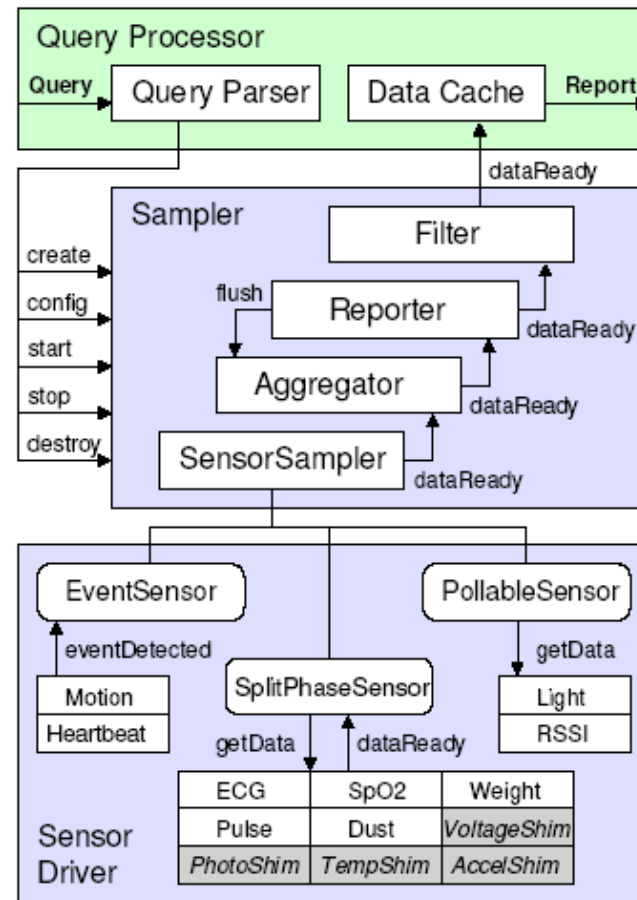 Query Processor
Query
Query Parser
Data Cache
Report
dataReady
Sampler
Filter
create
config
start
stop
destroy
flush
Reporter
dataReady
Aggregator
dataReady
SensorSampler
dataReady
EventSensor
PollableSensor
eventDetected
getData
SplitPhaseSensor
Motion
Heartbeat
Light
RSSI
getData
dataReady
ECG SpO2 Weight
Pulse Dust VoltageShim
PhotoShim TempShim AccelShim
Sensor
Driver